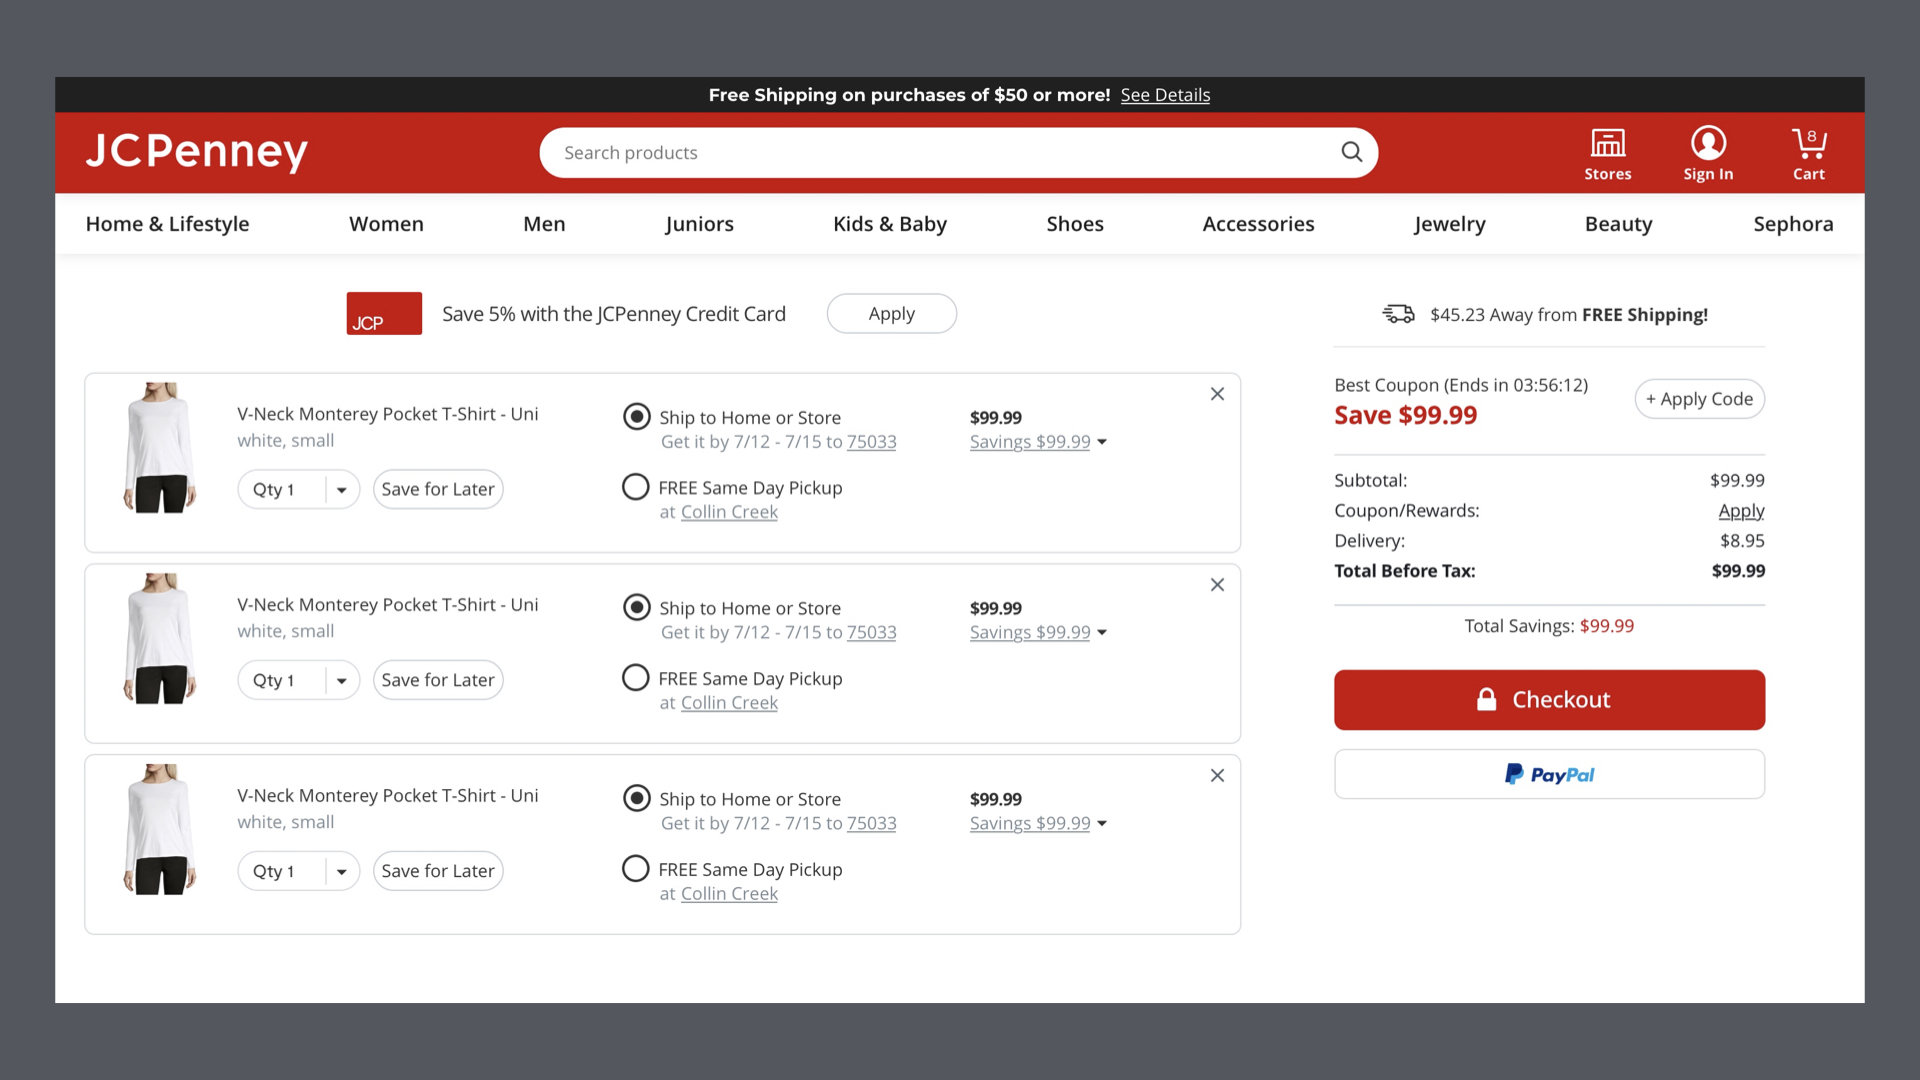 Free Shipping on purchases of $50 or more! See Details
JCPenney
Search products
Stores
Sign In
8
Cart
Home & Lifestyle Women Men Juniors Kids & Baby Shoes Accessories Jewelry Beauty Sephora
JCP
Save 5% with the JCPenney Credit Card
Apply
V-Neck Monterey Pocket T-Shirt - Uni
white, small
Qty 1
Save for Later
Ship to Home or Store
Get it by 7/12 - 7/15 to 75033
FREE Same Day Pickup
at Collin Creek
$99.99
Savings $99.99
V-Neck Monterey Pocket T-Shirt - Uni
white, small
Qty 1
Save for Later
Ship to Home or Store
Get it by 7/12 - 7/15 to 75033
FREE Same Day Pickup
at Collin Creek
$99.99
Savings $99.99
V-Neck Monterey Pocket T-Shirt - Uni
white, small
Qty 1
Save for Later
Ship to Home or Store
Get it by 7/12 - 7/15 to 75033
FREE Same Day Pickup
at Collin Creek
$99.99
Savings $99.99
$45.23 Away from FREE Shipping!
Best Coupon (Ends in 03:56:12)
Save $99.99
+ Apply Code
Subtotal: $99.99
Coupon/Rewards: Apply
Delivery: $8.95
Total Before Tax: $99.99
Total Savings: $99.99
Checkout
PayPal